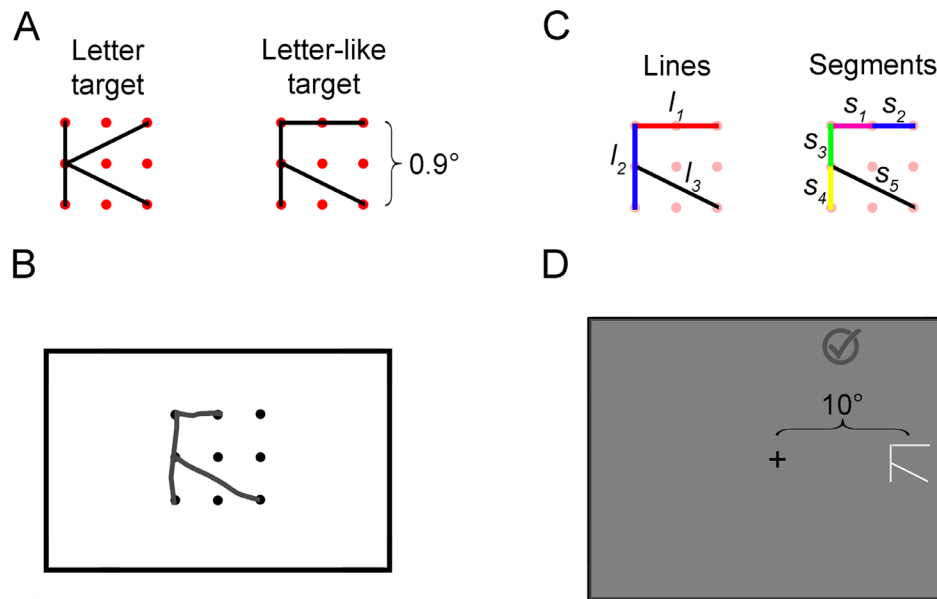 A
Letter
target
Letter-like
target
0.9°
C
Lines
l1
l2
l3
Segments
s1
s2
s3
s4
s5
B
D
10°
+